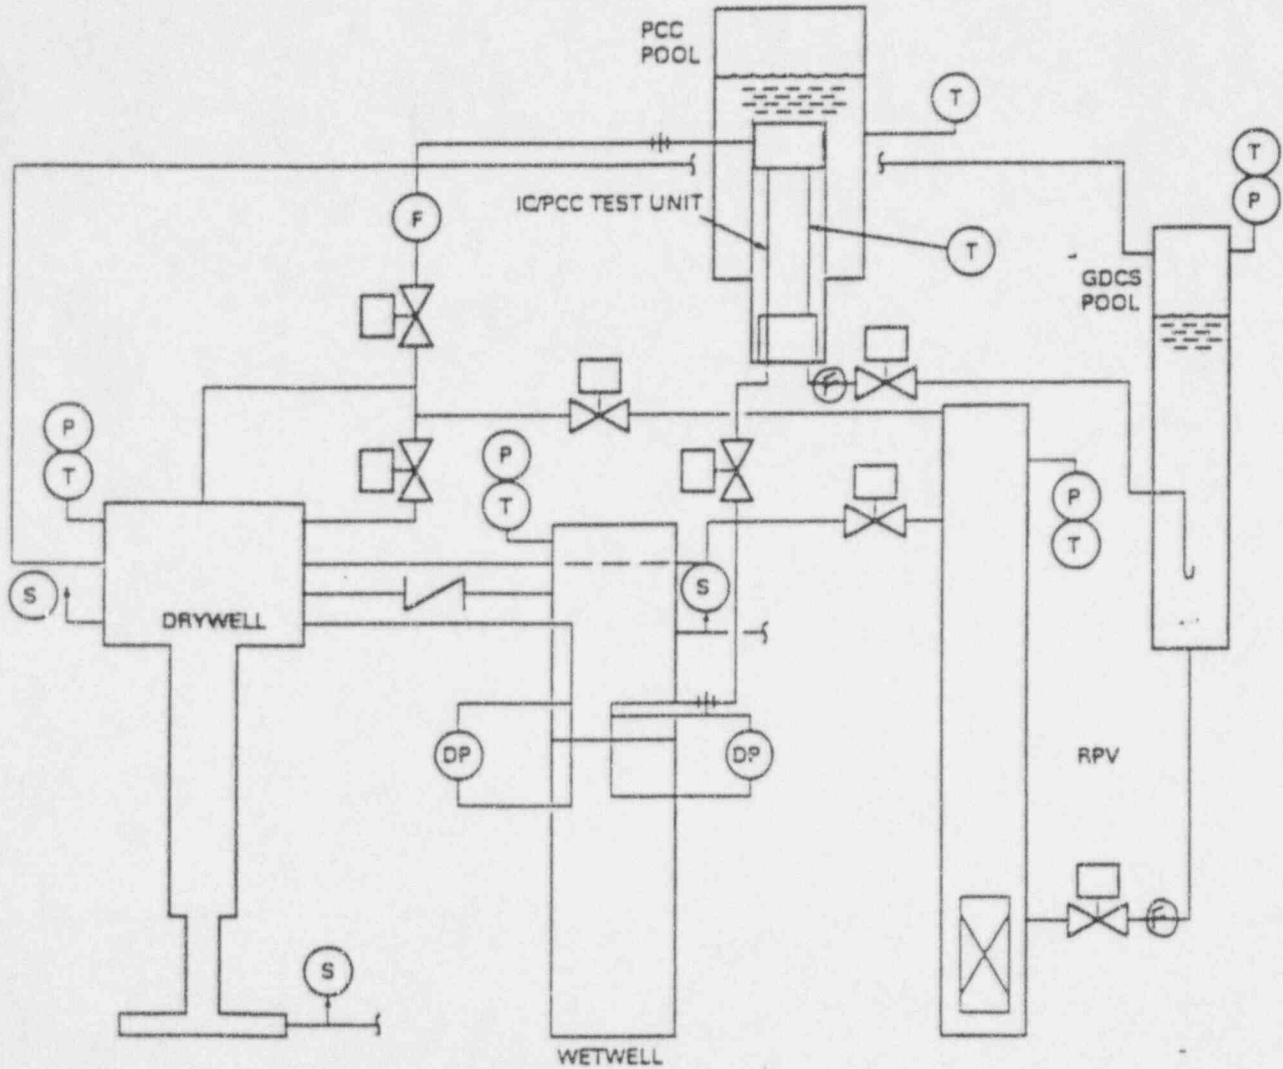 PCC
POOL
T
T
P
F
IC/PCC TEST UNIT
T
GDCS
POOL
F
P
T
P
T
P
T
S
S
DRYWELL
DP
DP
RPV
F
S
WETWELL